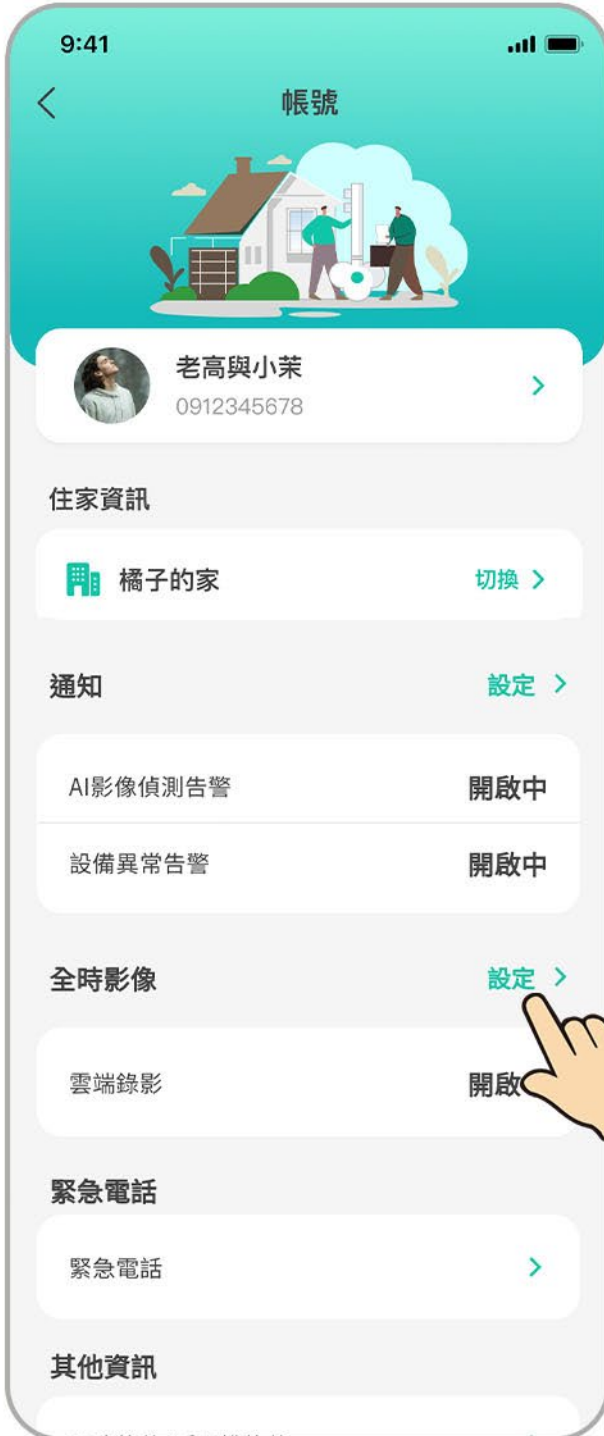 9:41
帳號
老高與小茉
0912345678
住家資訊
橘子的家 切換
通知 設定
AI影像偵測告警 開啟中
設備異常告警 開啟中
全時影像 設定
雲端錄影 開啟
緊急電話
緊急電話
其他資訊